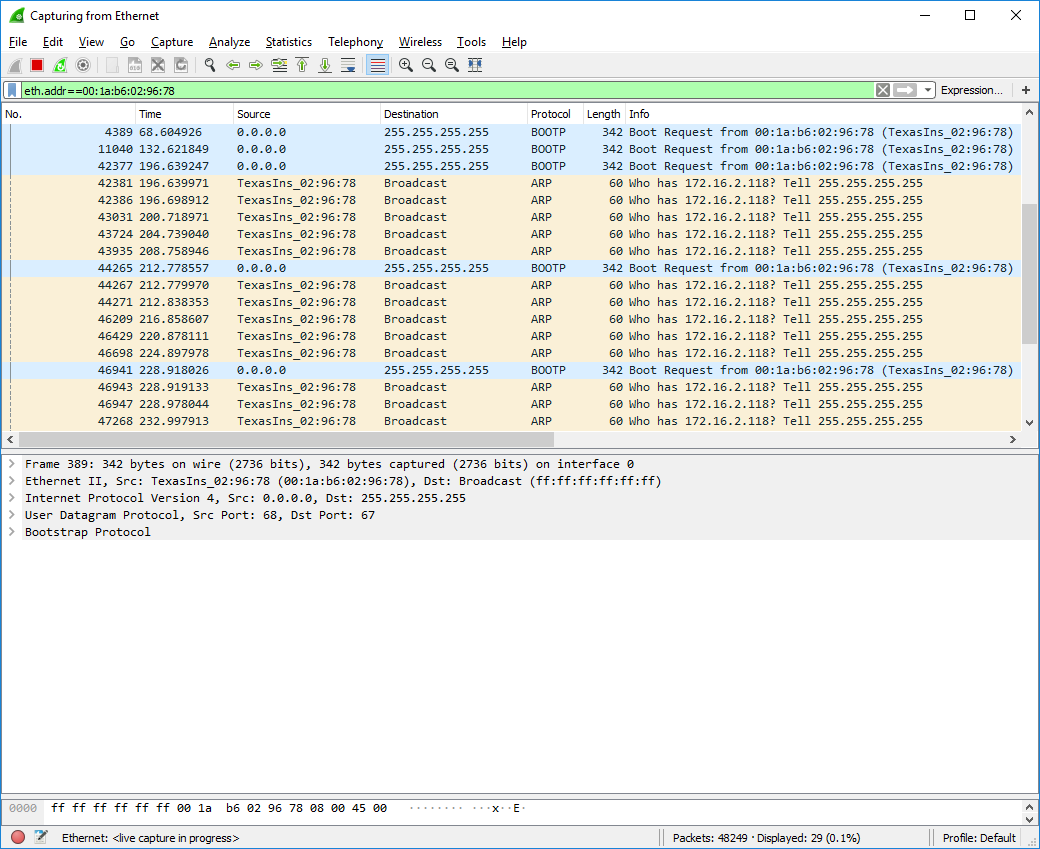 Capturing from Ethernet
File Edit View Go Capture Analyze Statistics Telephony Wireless Tools Help
eth.addr==00:1a:b6:02:96:78 Expression... +
No. Time Source Destination Protocol Length Info
4389 68.604926 0.0.0.0 255.255.255.255 BOOTP 342 Boot Request from 00:1a:b6:02:96:78 (TexasIns_02:96:78)
11040 132.621849 0.0.0.0 255.255.255.255 BOOTP 342 Boot Request from 00:1a:b6:02:96:78 (TexasIns_02:96:78)
42377 196.639247 0.0.0.0 255.255.255.255 BOOTP 342 Boot Request from 00:1a:b6:02:96:78 (TexasIns_02:96:78)
42381 196.639971 TexasIns_02:96:78 Broadcast ARP 60 Who has 172.16.2.118? Tell 255.255.255.255
42386 196.698912 TexasIns_02:96:78 Broadcast ARP 60 Who has 172.16.2.118? Tell 255.255.255.255
43031 200.718971 TexasIns_02:96:78 Broadcast ARP 60 Who has 172.16.2.118? Tell 255.255.255.255
43724 204.739040 TexasIns_02:96:78 Broadcast ARP 60 Who has 172.16.2.118? Tell 255.255.255.255
43935 208.758946 TexasIns_02:96:78 Broadcast ARP 60 Who has 172.16.2.118? Tell 255.255.255.255
44265 212.778557 0.0.0.0 255.255.255.255 BOOTP 342 Boot Request from 00:1a:b6:02:96:78 (TexasIns_02:96:78)
44267 212.779970 TexasIns_02:96:78 Broadcast ARP 60 Who has 172.16.2.118? Tell 255.255.255.255
44271 212.838353 TexasIns_02:96:78 Broadcast ARP 60 Who has 172.16.2.118? Tell 255.255.255.255
46209 216.858607 TexasIns_02:96:78 Broadcast ARP 60 Who has 172.16.2.118? Tell 255.255.255.255
46429 220.878111 TexasIns_02:96:78 Broadcast ARP 60 Who has 172.16.2.118? Tell 255.255.255.255
46698 224.897978 TexasIns_02:96:78 Broadcast ARP 60 Who has 172.16.2.118? Tell 255.255.255.255
46941 228.918026 0.0.0.0 255.255.255.255 BOOTP 342 Boot Request from 00:1a:b6:02:96:78 (TexasIns_02:96:78)
46943 228.919133 TexasIns_02:96:78 Broadcast ARP 60 Who has 172.16.2.118? Tell 255.255.255.255
46947 228.978044 TexasIns_02:96:78 Broadcast ARP 60 Who has 172.16.2.118? Tell 255.255.255.255
47268 232.997913 TexasIns_02:96:78 Broadcast ARP 60 Who has 172.16.2.118? Tell 255.255.255.255
Frame 389: 342 bytes on wire (2736 bits), 342 bytes captured (2736 bits) on interface 0
Ethernet II, Src: TexasIns_02:96:78 (00:1a:b6:02:96:78), Dst: Broadcast (ff:ff:ff:ff:ff:ff)
Internet Protocol Version 4, Src: 0.0.0.0, Dst: 255.255.255.255
User Datagram Protocol, Src Port: 68, Dst Port: 67
Bootstrap Protocol
0000 ff ff ff ff ff ff 00 1a b6 02 96 78 08 00 45 00 ········ ···x··E·
Ethernet: <live capture in progress> Packets: 48249 · Displayed: 29 (0.1%) Profile: Default